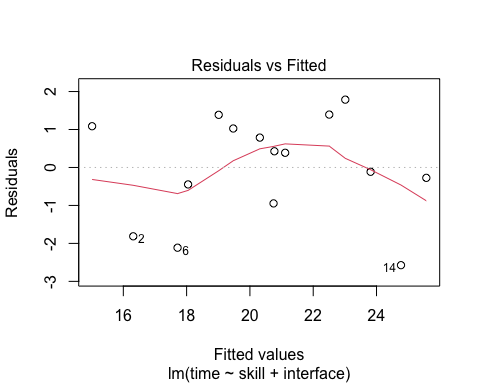 Residuals vs Fitted
2
1
0
-1
-2
-3
Residuals
2
6
14
16 18 20 22 24
Fitted values
lm(time ~ skill + interface)